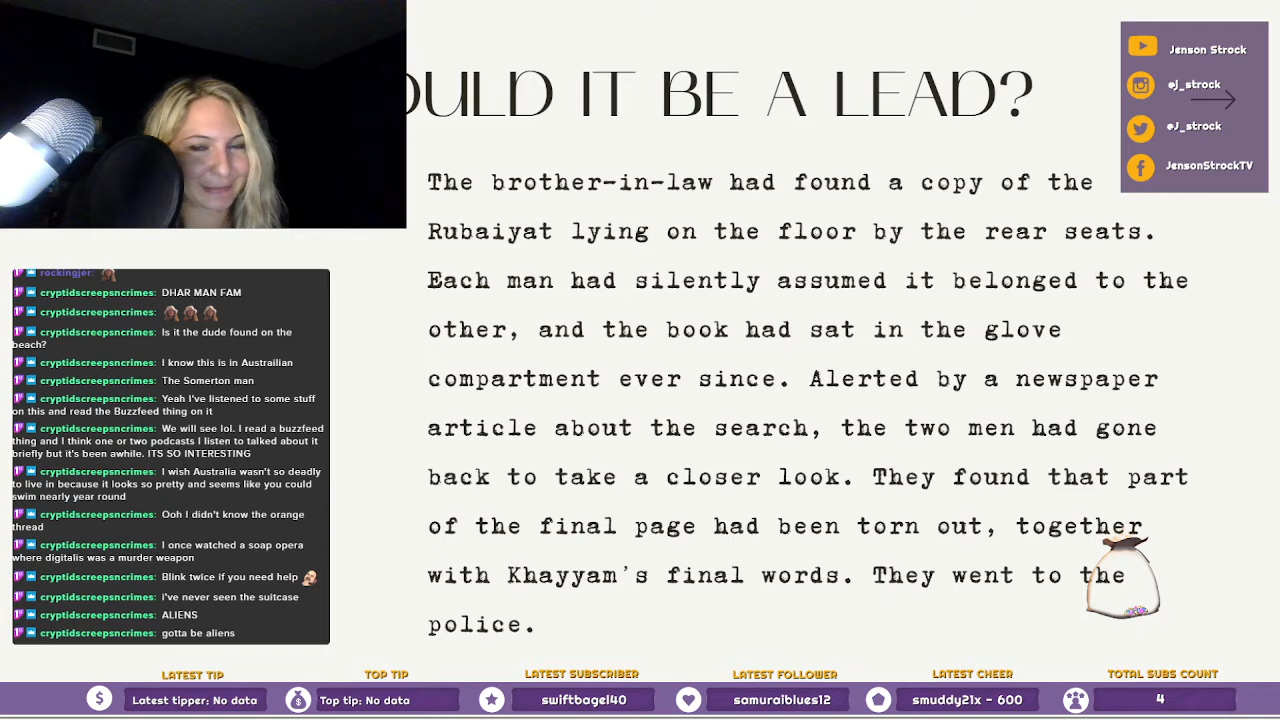 OULD IT BE A LEAD?
Jenson Strock
@J_strock
@J_strock
JensonStrockTV
The brother-in-law had found a copy of the
Rubaiyat lying on the floor by the rear seats.
Each man had silently assumed it belonged to the
other, and the book had sat in the glove
compartment ever since. Alerted by a newspaper
article about the search, the two men had gone
back to take a closer look. They found that part
of the final page had been torn out, together
with Khayyam's final words. They went to the
police.
rockingjer:
cryptidscreepsncrimes: DHAR MAN FAM
cryptidscreepsncrimes:
cryptidscreepsncrimes: Is it the dude found on the
beach?
cryptidscreepsncrimes: I know this is in Austrailian
cryptidscreepsncrimes: The Somerton man
cryptidscreepsncrimes: Yeah I've listened to some stuff
on this and read the Buzzfeed thing on it
cryptidscreepsncrimes: We will see lol. I read a buzzfeed
thing and I think one or two podcasts I listen to talked about it
briefly but it's been awhile. ITS SO INTERESTING
cryptidscreepsncrimes: I wish Australia wasn't so deadly
to live in because it looks so pretty and seems like you could
swim nearly year round
cryptidscreepsncrimes: Ooh I didn't know the orange
thread
cryptidscreepsncrimes: I once watched a soap opera
where digitalis was a murder weapon
cryptidscreepsncrimes: Blink twice if you need help
cryptidscreepsncrimes: i've never seen the suitcase
cryptidscreepsncrimes: ALIENS
cryptidscreepsncrimes: gotta be aliens
LATEST TIP
TOP TIP
LATEST SUBSCRIBER
LATEST FOLLOWER
LATEST CHEER
TOTAL SUBS COUNT
Latest tipper: No data
Top tip: No data
swiftbagel40
samuraiblues12
smuddy21x - 600
4